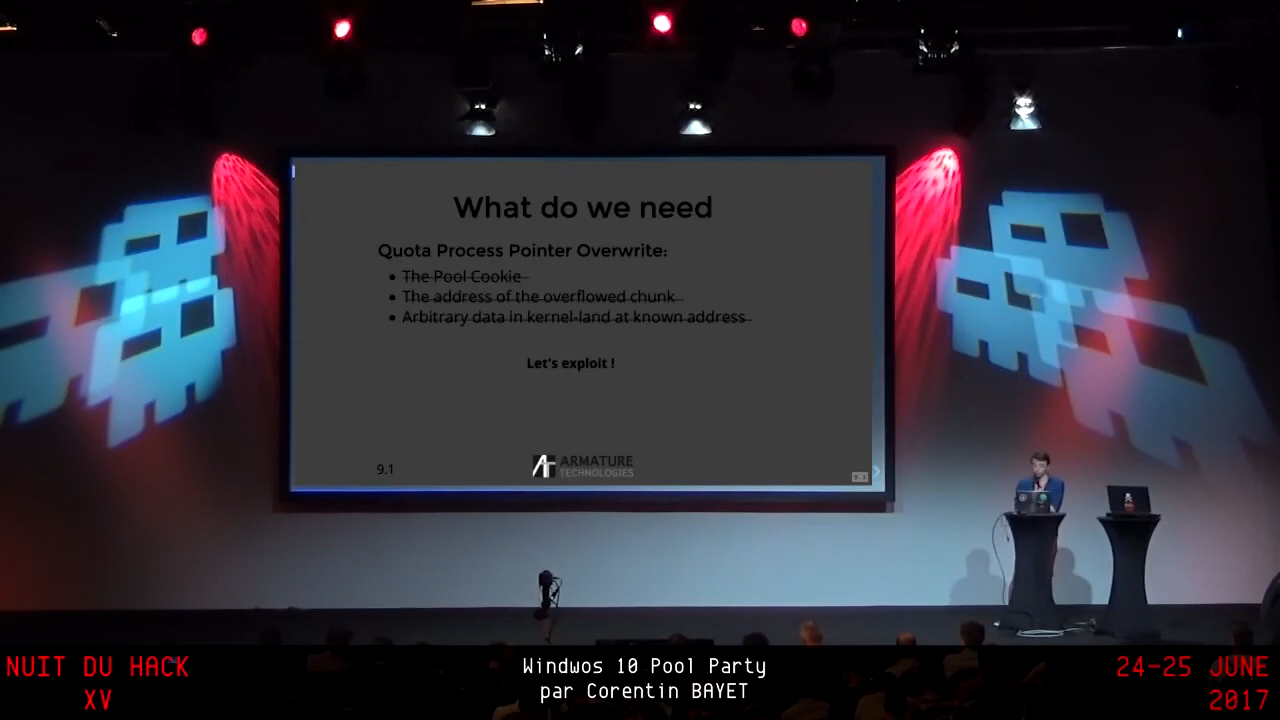 What do we need
Quota Process Pointer Overwrite:
The Pool Cookie
The address of the overflowed chunk
Arbitrary data in kernel-land at known address
Let's exploit !
9.1
ARMATURE
TECHNOLOGIES
9.1
NUIT DU HACK
XV
Windwos 10 Pool Party
par Corentin BAYET
24-25 JUNE
2017